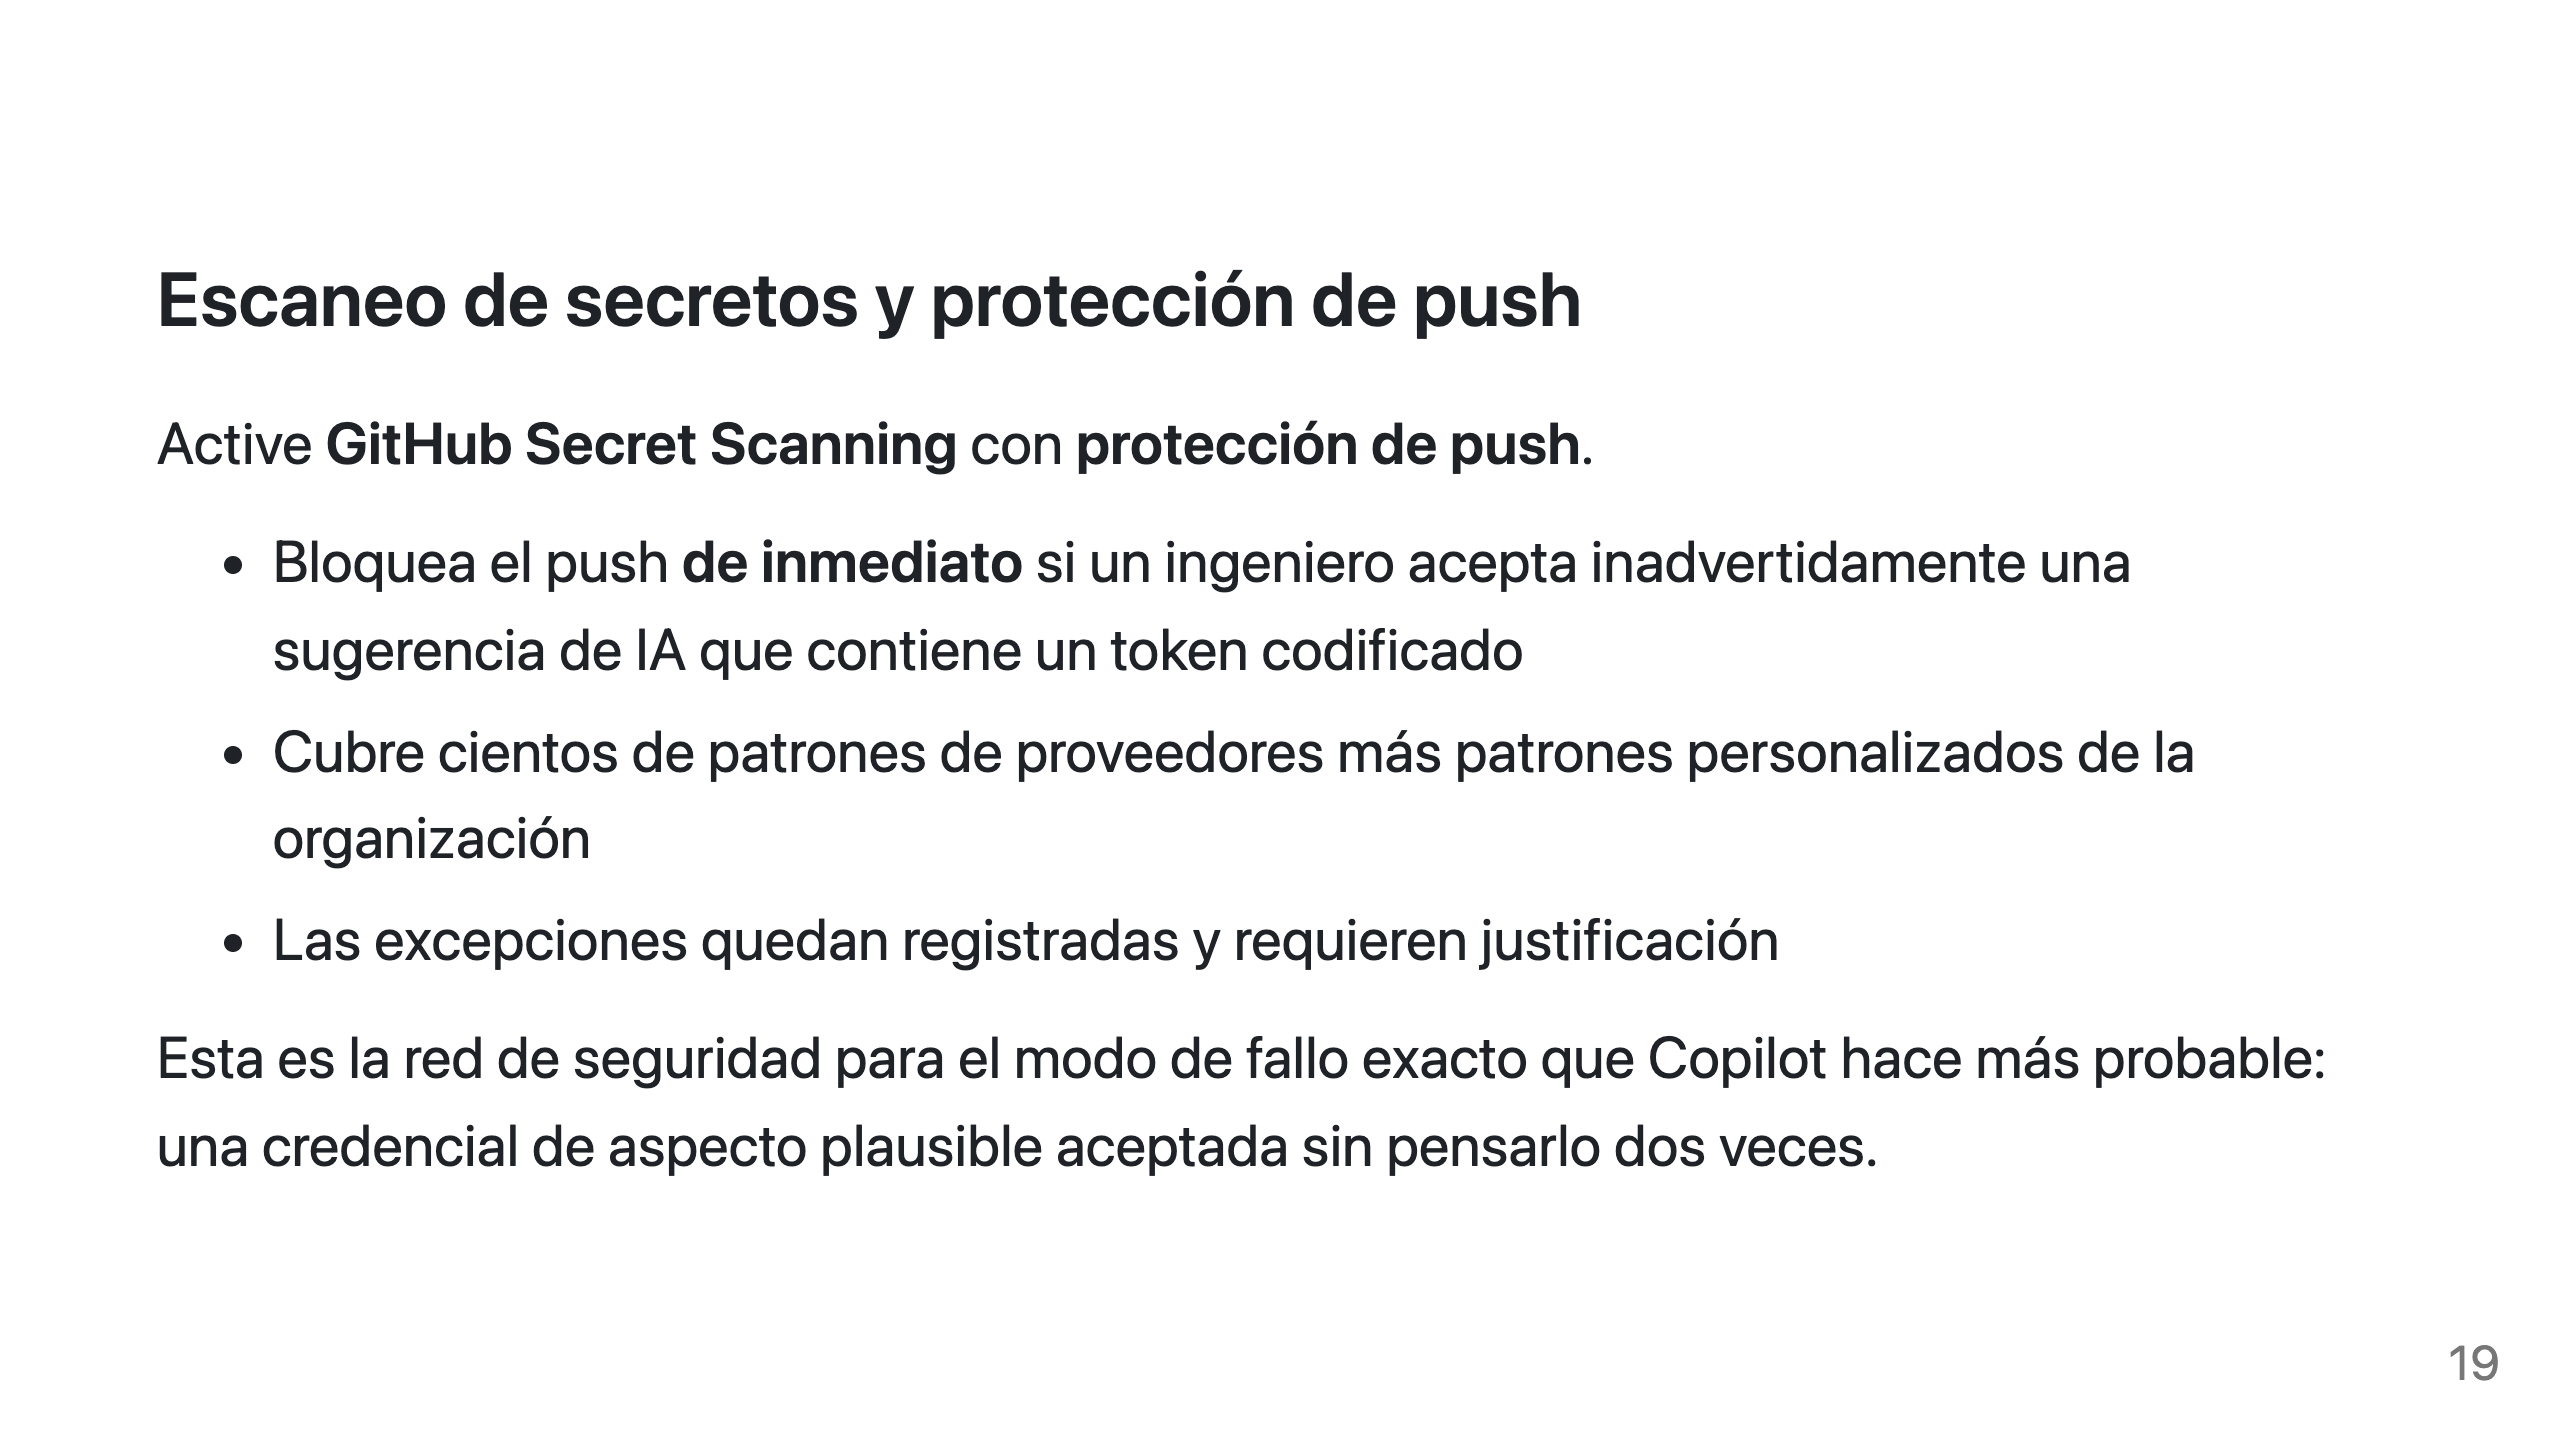 Escaneo de secretos y protección de push
Active GitHub Secret Scanning con protección de push.
• Bloquea el push de inmediato si un ingeniero acepta inadvertidamente una
sugerencia de IA que contiene un token codificado
• Cubre cientos de patrones de proveedores más patrones personalizados de la
organización
• Las excepciones quedan registradas y requieren justificación
Esta es la red de seguridad para el modo de fallo exacto que Copilot hace más probable:
una credencial de aspecto plausible aceptada sin pensarlo dos veces.
19